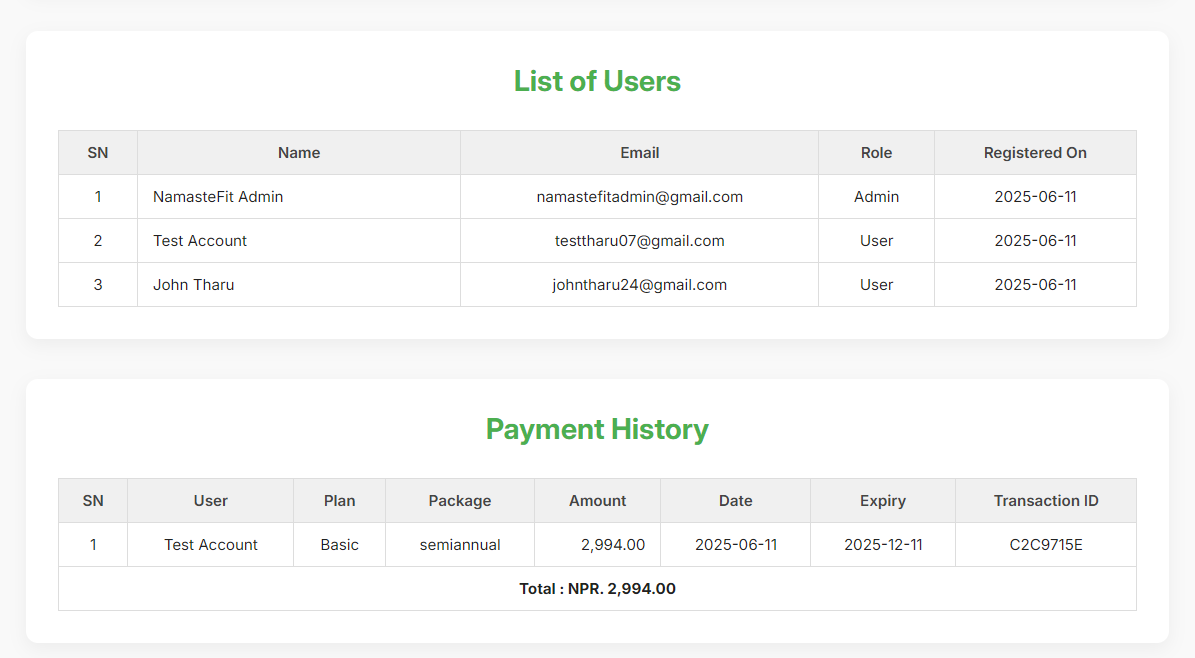 List of Users
SN Name Email Role Registered On
1 NamasteFit Admin namastefitadmin@gmail.com Admin 2025-06-11
2 Test Account testtharu07@gmail.com User 2025-06-11
3 John Tharu johntharu24@gmail.com User 2025-06-11
Payment History
SN User Plan Package Amount Date Expiry Transaction ID
1 Test Account Basic semiannual 2,994.00 2025-06-11 2025-12-11 C2C9715E
Total : NPR. 2,994.00